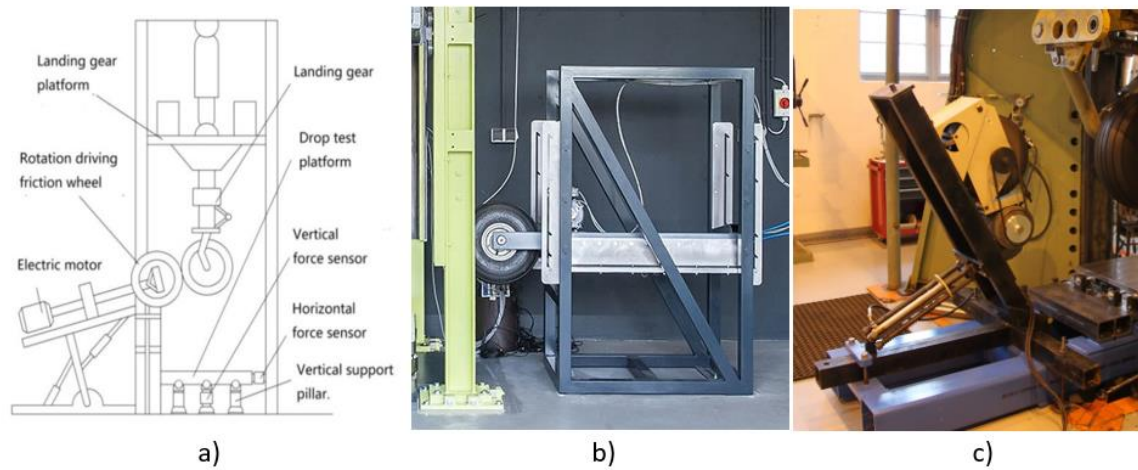 Landing gear
platform
Rotation driving
friction wheel
Electric motor
Landing gear
Drop test
platform
Vertical
force sensor
Horizontal
force sensor
Vertical support
pillar.
a)
b)
c)